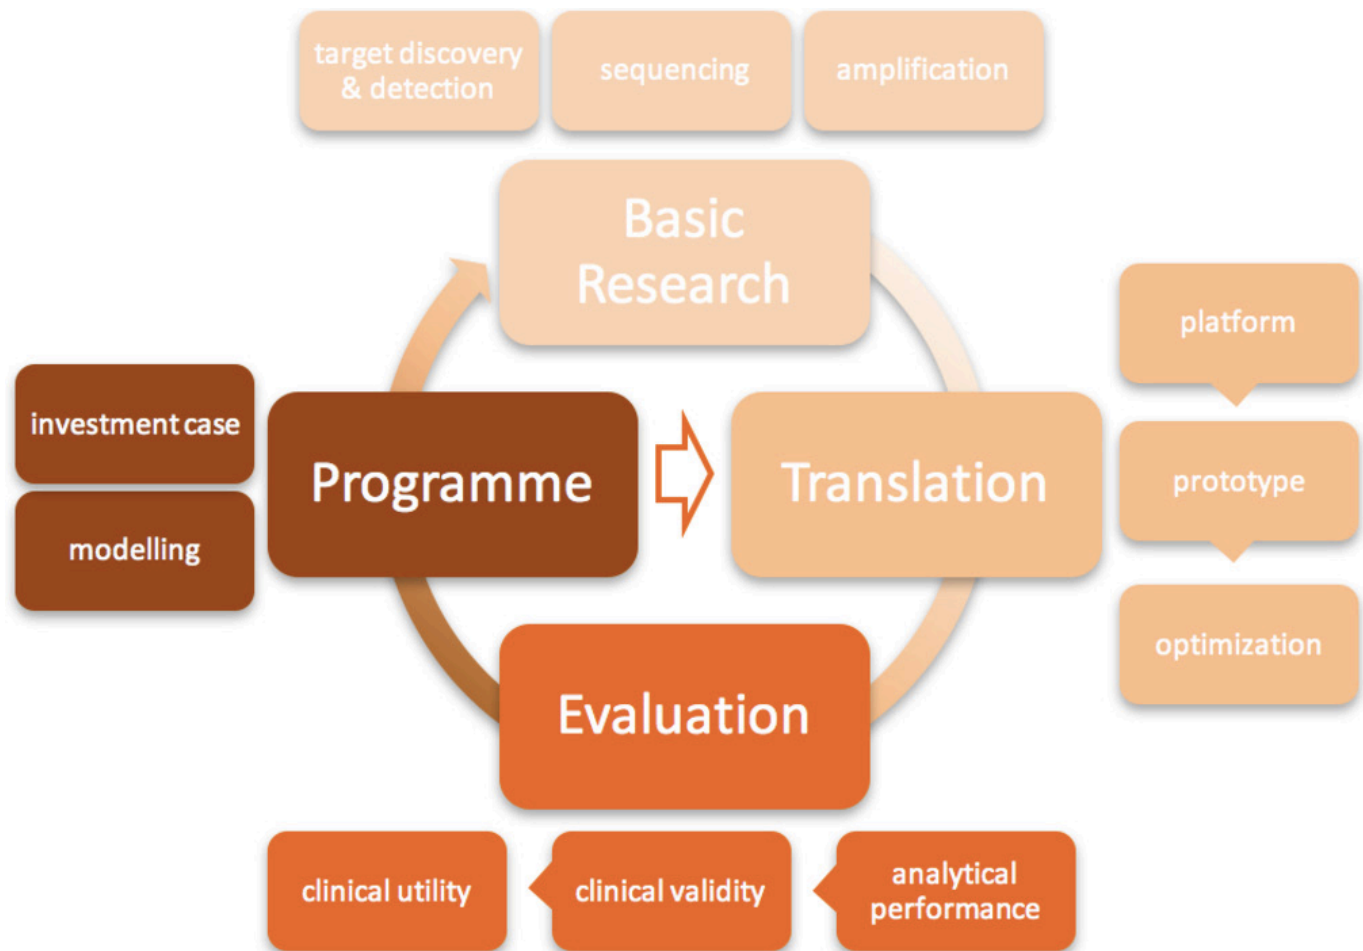 target discovery
& detection
sequencing
amplification
Basic
Research
platform
investment case
Programme
Translation
prototype
modelling
optimization
Evaluation
clinical utility
clinical validity
analytical
performance